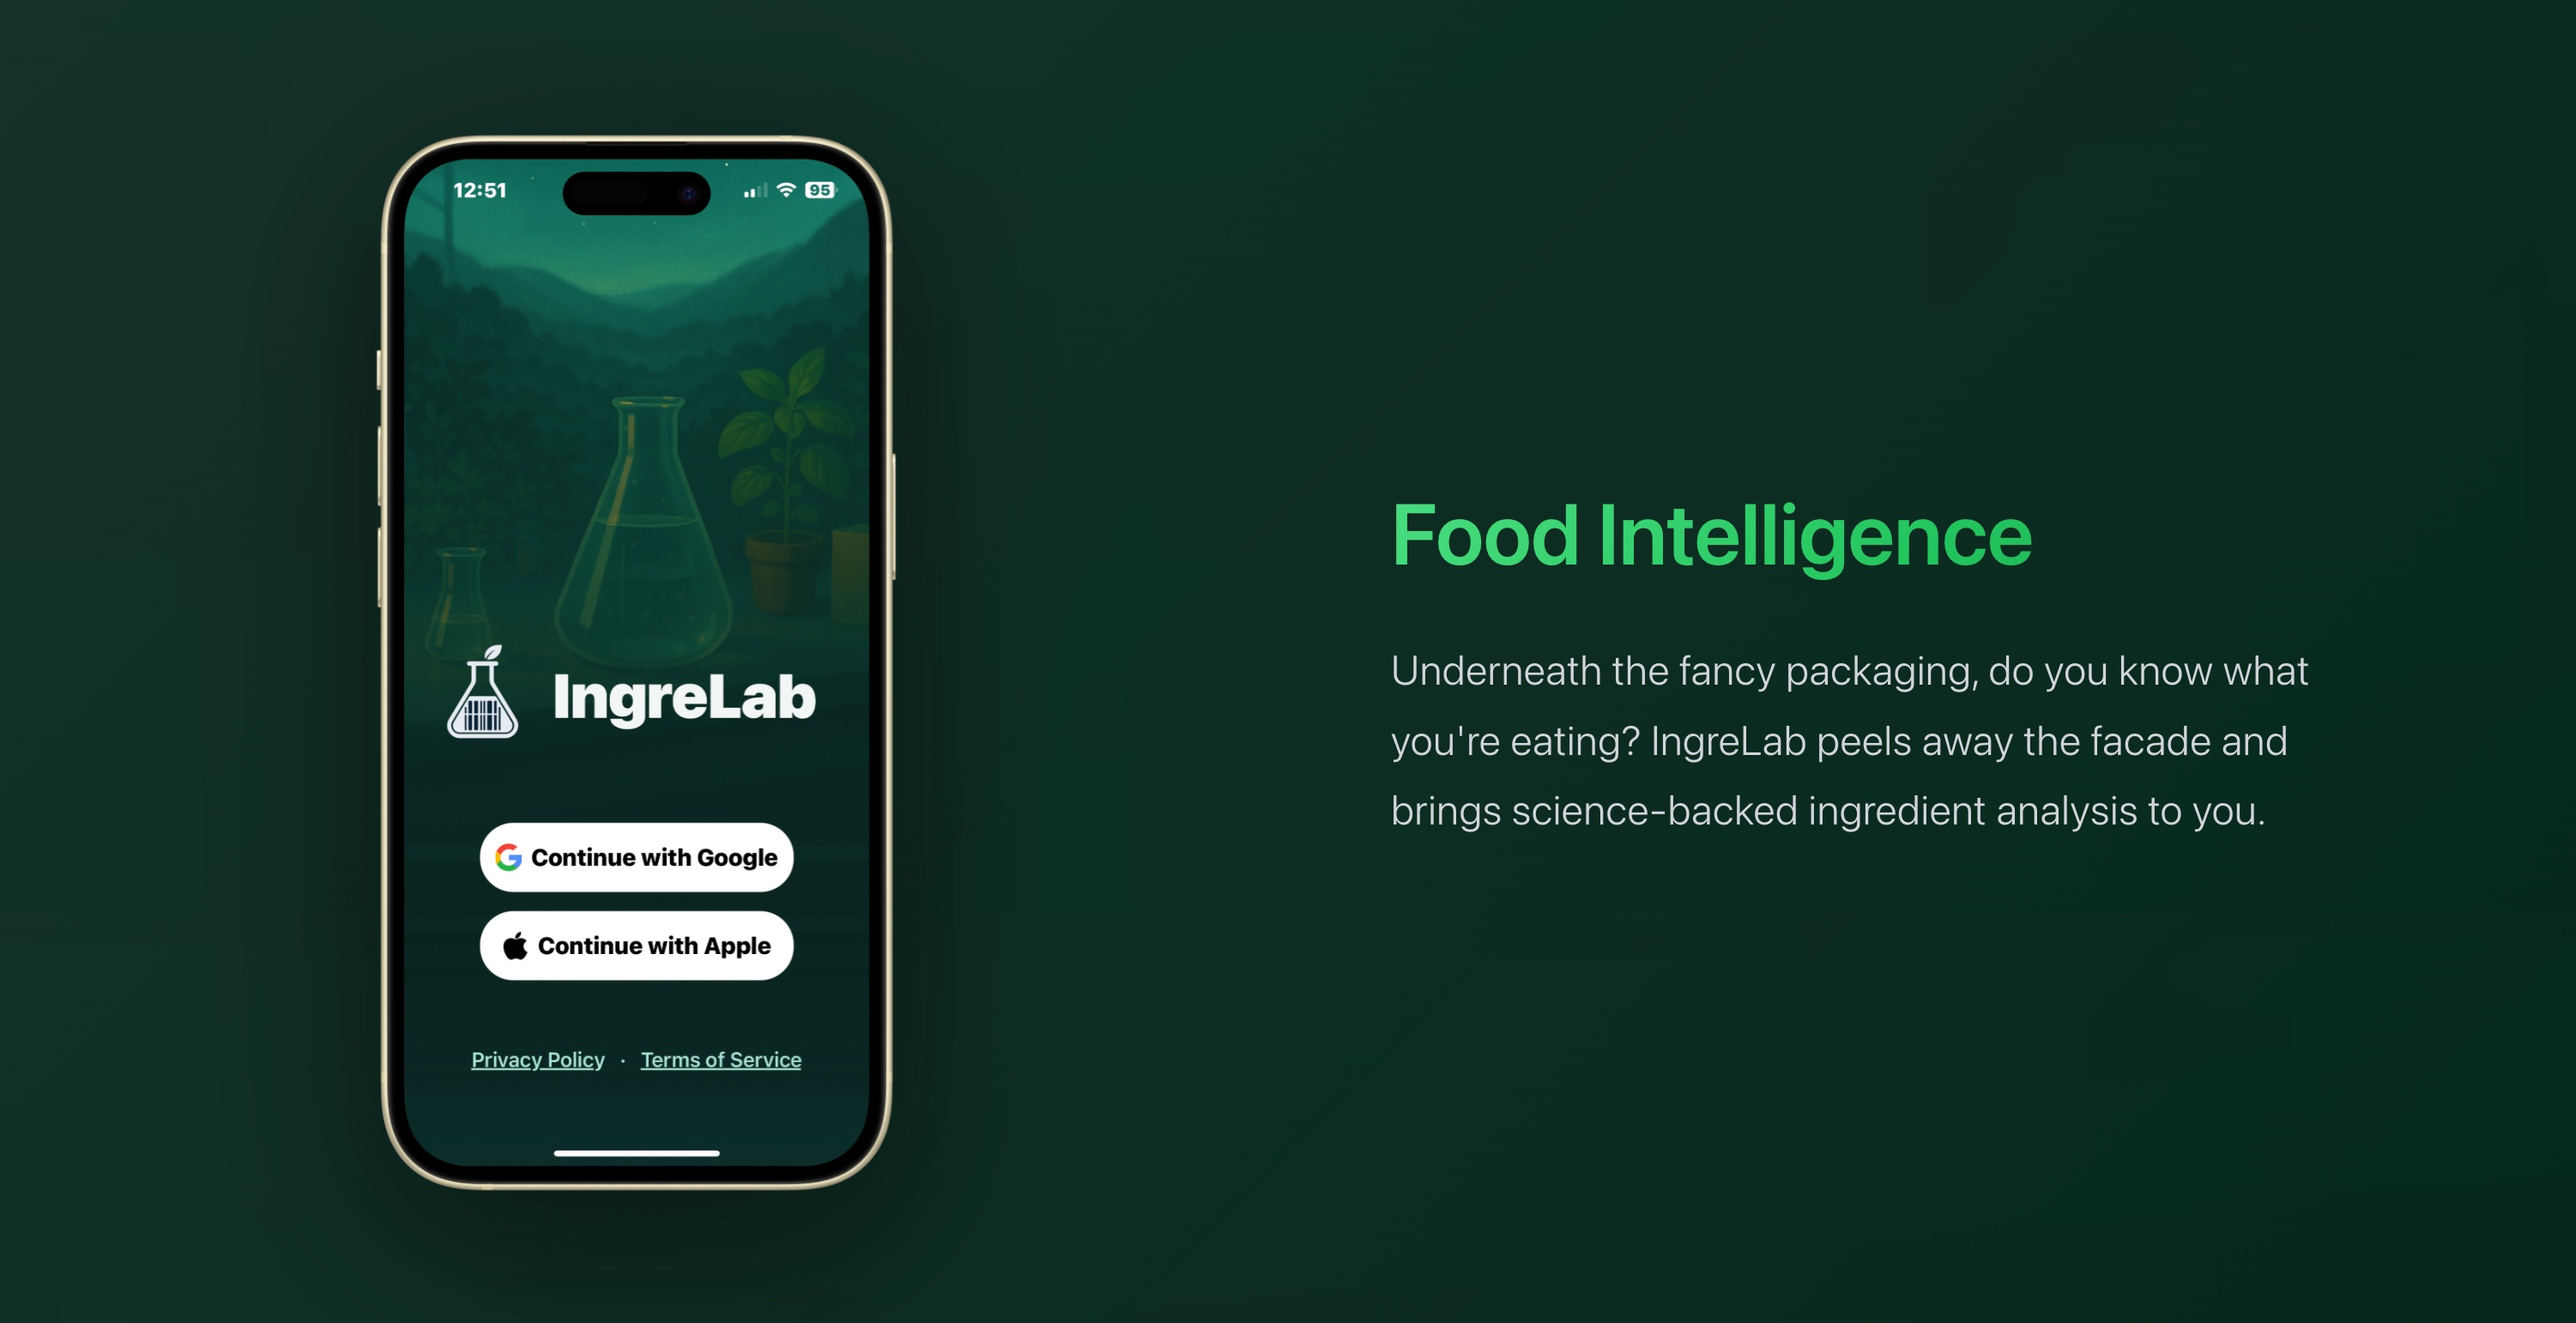 12:51
95
IngreLab
Continue with Google
Continue with Apple
Privacy Policy · Terms of Service
Food Intelligence
Underneath the fancy packaging, do you know what
you're eating? IngreLab peels away the facade and
brings science-backed ingredient analysis to you.